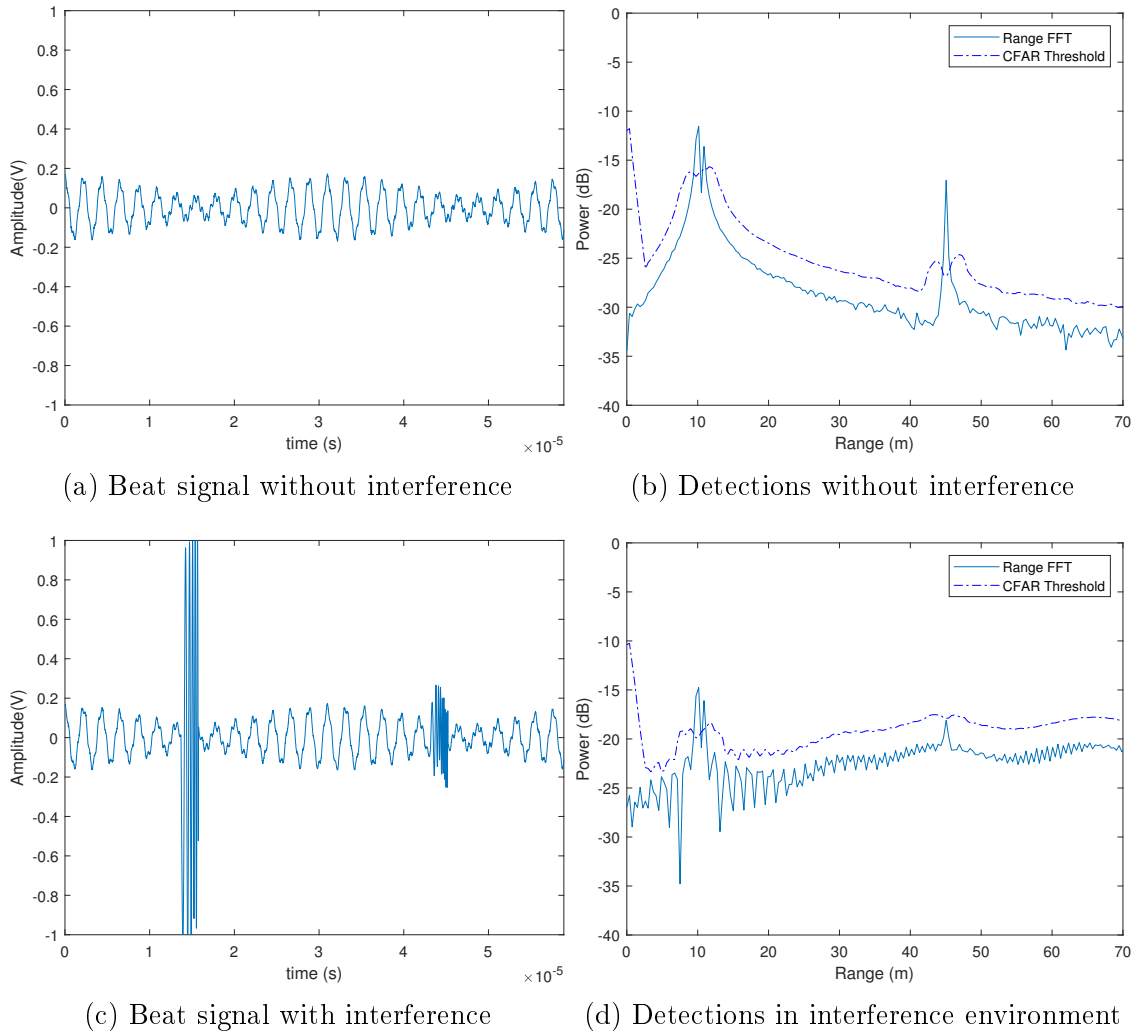 1
0.8
0.6
0.4
0.2
0
-0.2
-0.4
-0.6
-0.8
-1
Amplitude(V)
0 1 2 3 4 5
time (s)
×10^-5
(a) Beat signal without interference
0
-5
-10
-15
-20
-25
-30
-35
-40
Power (dB)
0 10 20 30 40 50 60 70
Range (m)
Range FFT
CFAR Threshold
(b) Detections without interference
1
0.8
0.6
0.4
0.2
0
-0.2
-0.4
-0.6
-0.8
-1
Amplitude(V)
0 1 2 3 4 5
time (s)
×10^-5
(c) Beat signal with interference
0
-5
-10
-15
-20
-25
-30
-35
-40
Power (dB)
0 10 20 30 40 50 60 70
Range (m)
Range FFT
CFAR Threshold
(d) Detections in interference environment